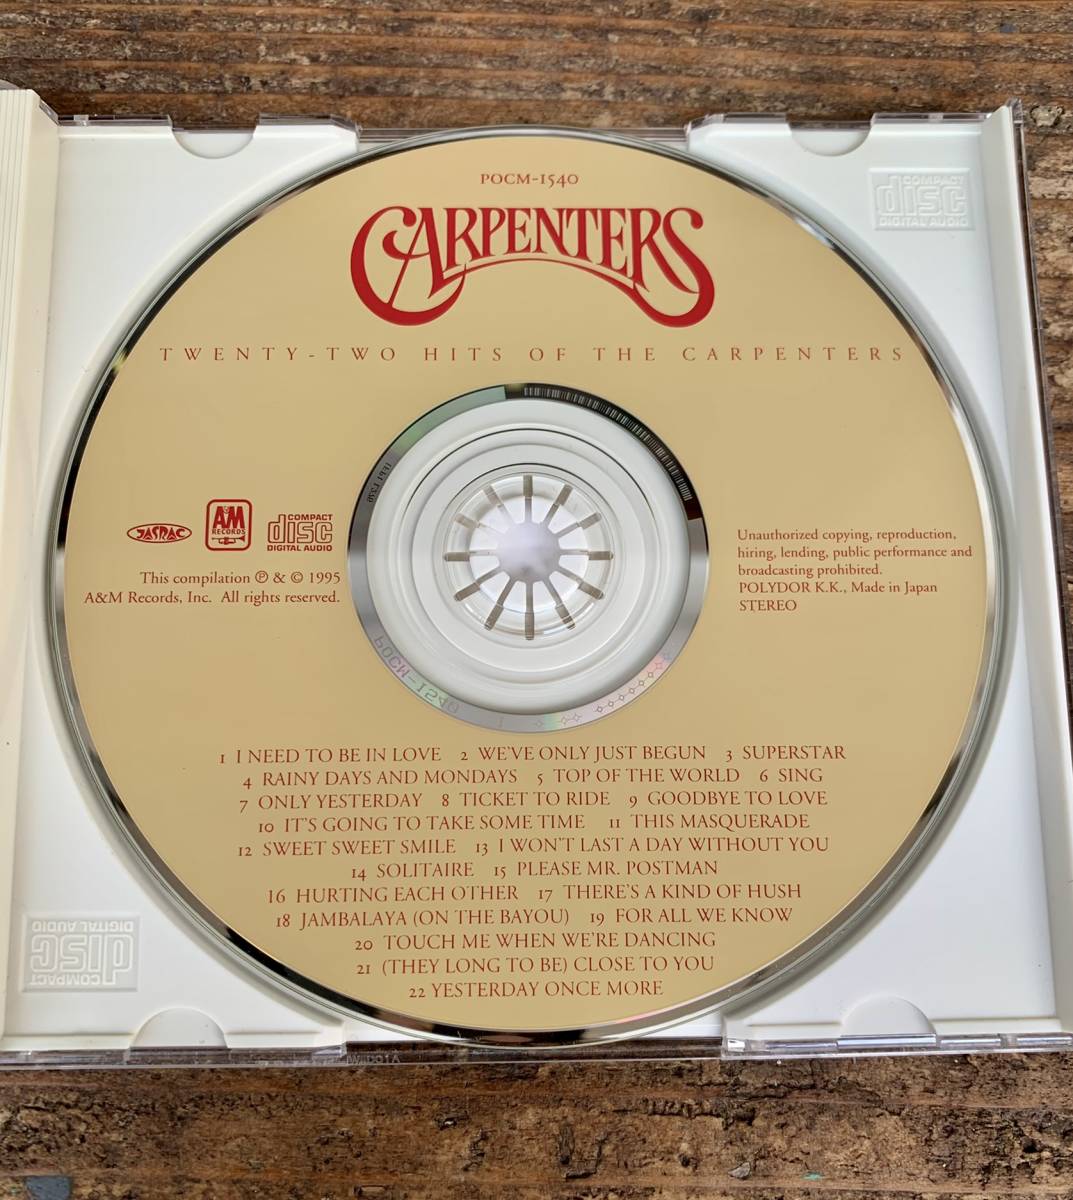 POCM-1540
CARPENTERS
TWENTY-TWO HITS OF THE CARPENTERS
COMPACT
disc
DIGITAL AUDIO
JASRAC
A&M
RECORDS
COMPACT
disc
DIGITAL AUDIO
This compilation ℗ & © 1995
A&M Records, Inc. All rights reserved.
Unauthorized copying, reproduction,
hiring, lending, public performance and
broadcasting prohibited.
POLYDOR K.K., Made in Japan
STEREO
POCM-1540 1
1 I NEED TO BE IN LOVE 2 WE'VE ONLY JUST BEGUN 3 SUPERSTAR
4 RAINY DAYS AND MONDAYS 5 TOP OF THE WORLD 6 SING
7 ONLY YESTERDAY 8 TICKET TO RIDE 9 GOODBYE TO LOVE
10 IT'S GOING TO TAKE SOME TIME 11 THIS MASQUERADE
12 SWEET SWEET SMILE 13 I WON'T LAST A DAY WITHOUT YOU
14 SOLITAIRE 15 PLEASE MR. POSTMAN
16 HURTING EACH OTHER 17 THERE'S A KIND OF HUSH
18 JAMBALAYA (ON THE BAYOU) 19 FOR ALL WE KNOW
20 TOUCH ME WHEN WE'RE DANCING
21 (THEY LONG TO BE) CLOSE TO YOU
22 YESTERDAY ONCE MORE
COMPACT
disc
DIGITAL AUDIO